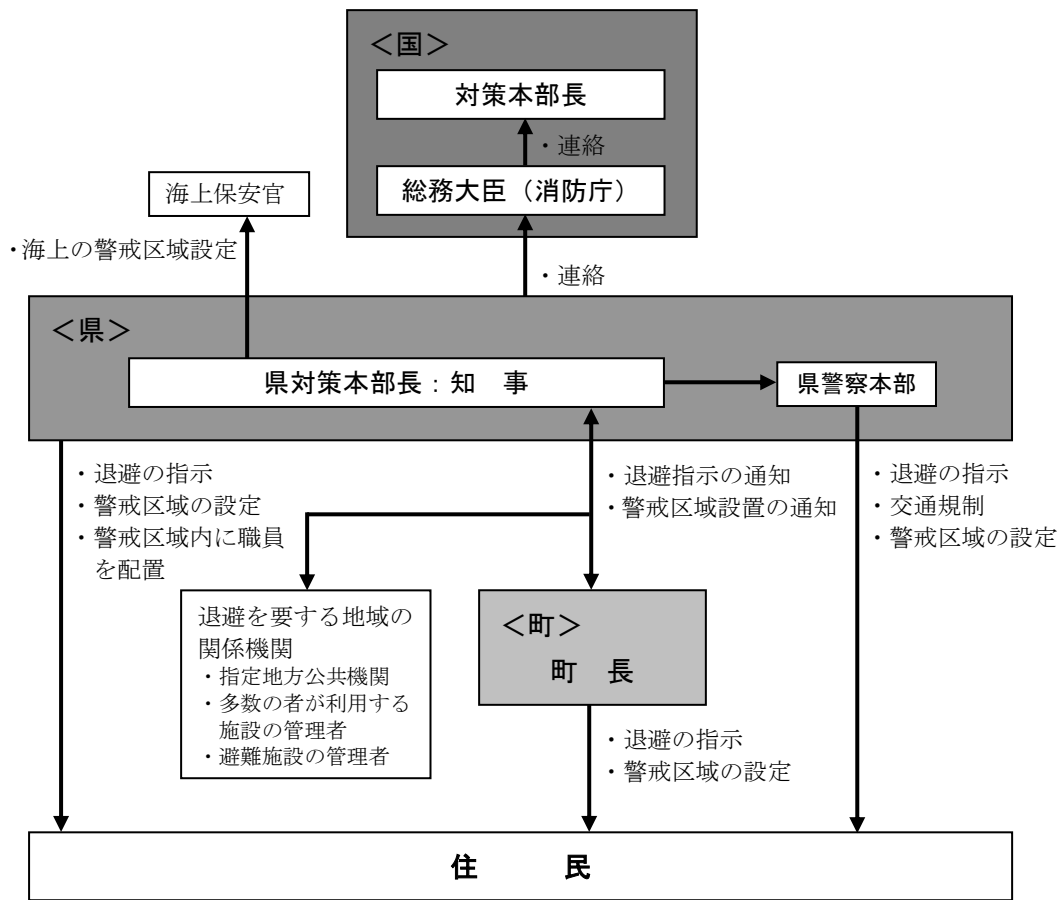 ＜国＞
対策本部長
・連絡
総務大臣（消防庁）
海上保安官
・海上の警戒区域設定
・連絡
＜県＞
県対策本部長：知　事
県警察本部
・退避の指示
・警戒区域の設定
・警戒区域内に職員
を配置
・退避指示の通知
・警戒区域設置の通知
・退避の指示
・交通規制
・警戒区域の設定
退避を要する地域の
関係機関
・指定地方公共機関
・多数の者が利用する
施設の管理者
・避難施設の管理者
＜町＞
町　長
・退避の指示
・警戒区域の設定
住　　　民